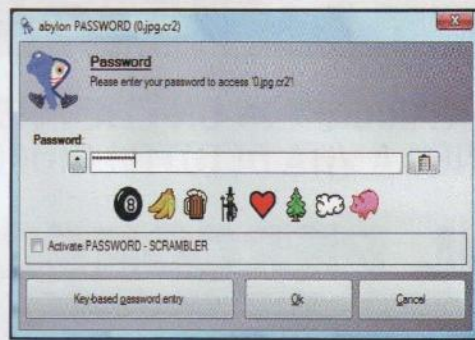 abylon PASSWORD (0.jpg.cr2)
Password
Please enter your password to access '0.jpg.cr2'!
Password:
8
Activate PASSWORD - SCRAMBLER
Key-based password entry
Ok
Cancel